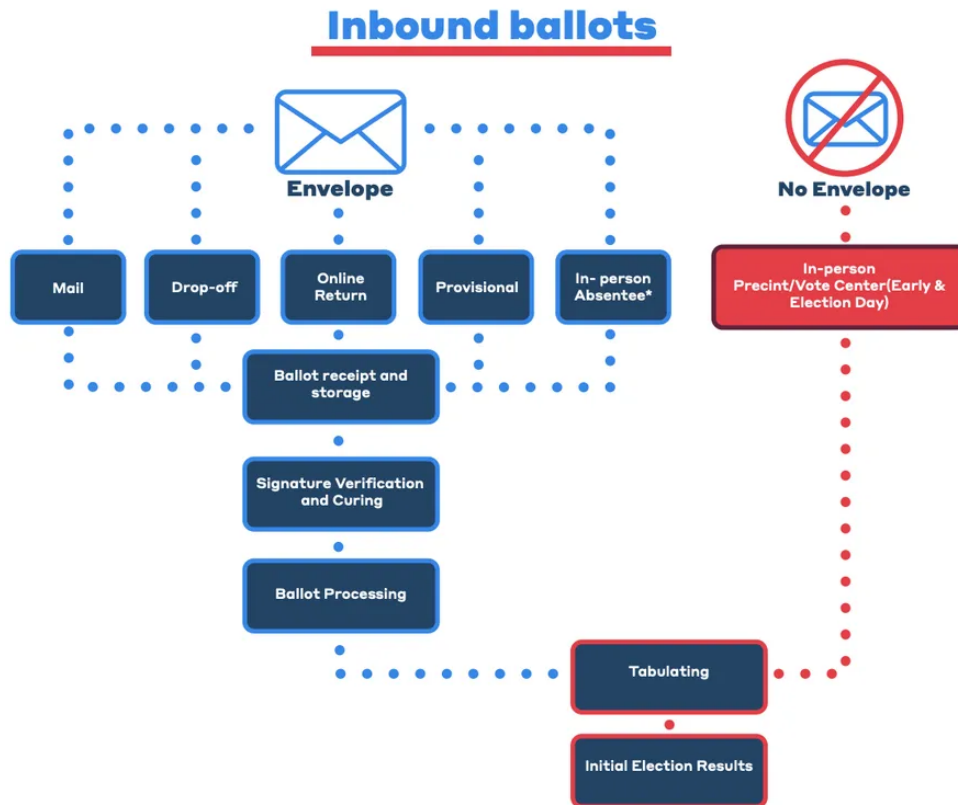 Inbound ballots
Envelope
No Envelope
Mail
Drop-off
Online
Return
Provisional
In- person
Absentee*
In-person
Precint/Vote Center(Early &
Election Day)
Ballot receipt and
storage
Signature Verification
and Curing
Ballot Processing
Tabulating
Initial Election Results